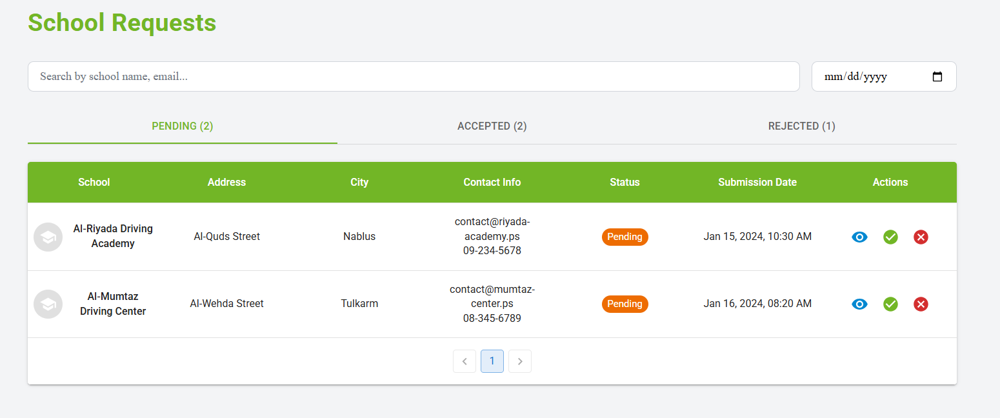 School Requests
Search by school name, email...
mm/dd/yyyy
PENDING (2)
ACCEPTED (2)
REJECTED (1)
School Address City Contact Info Status Submission Date Actions
Al-Riyada Driving
Academy
Al-Quds Street
Nablus
contact@riyada-
academy.ps
09-234-5678
Pending
Jan 15, 2024, 10:30 AM
Al-Mumtaz
Driving Center
Al-Wehda Street
Tulkarm
contact@mumtaz-
center.ps
08-345-6789
Pending
Jan 16, 2024, 08:20 AM
1